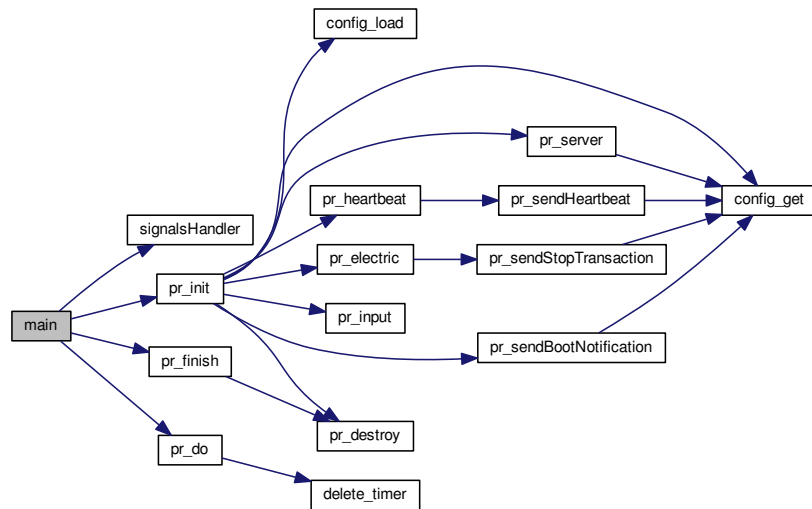 config_load
pr_server
pr_heartbeat
pr_sendHeartbeat
config_get
signalsHandler
pr_electric
pr_sendStopTransaction
pr_init
pr_input
main
pr_sendBootNotification
pr_finish
pr_destroy
pr_do
delete_timer